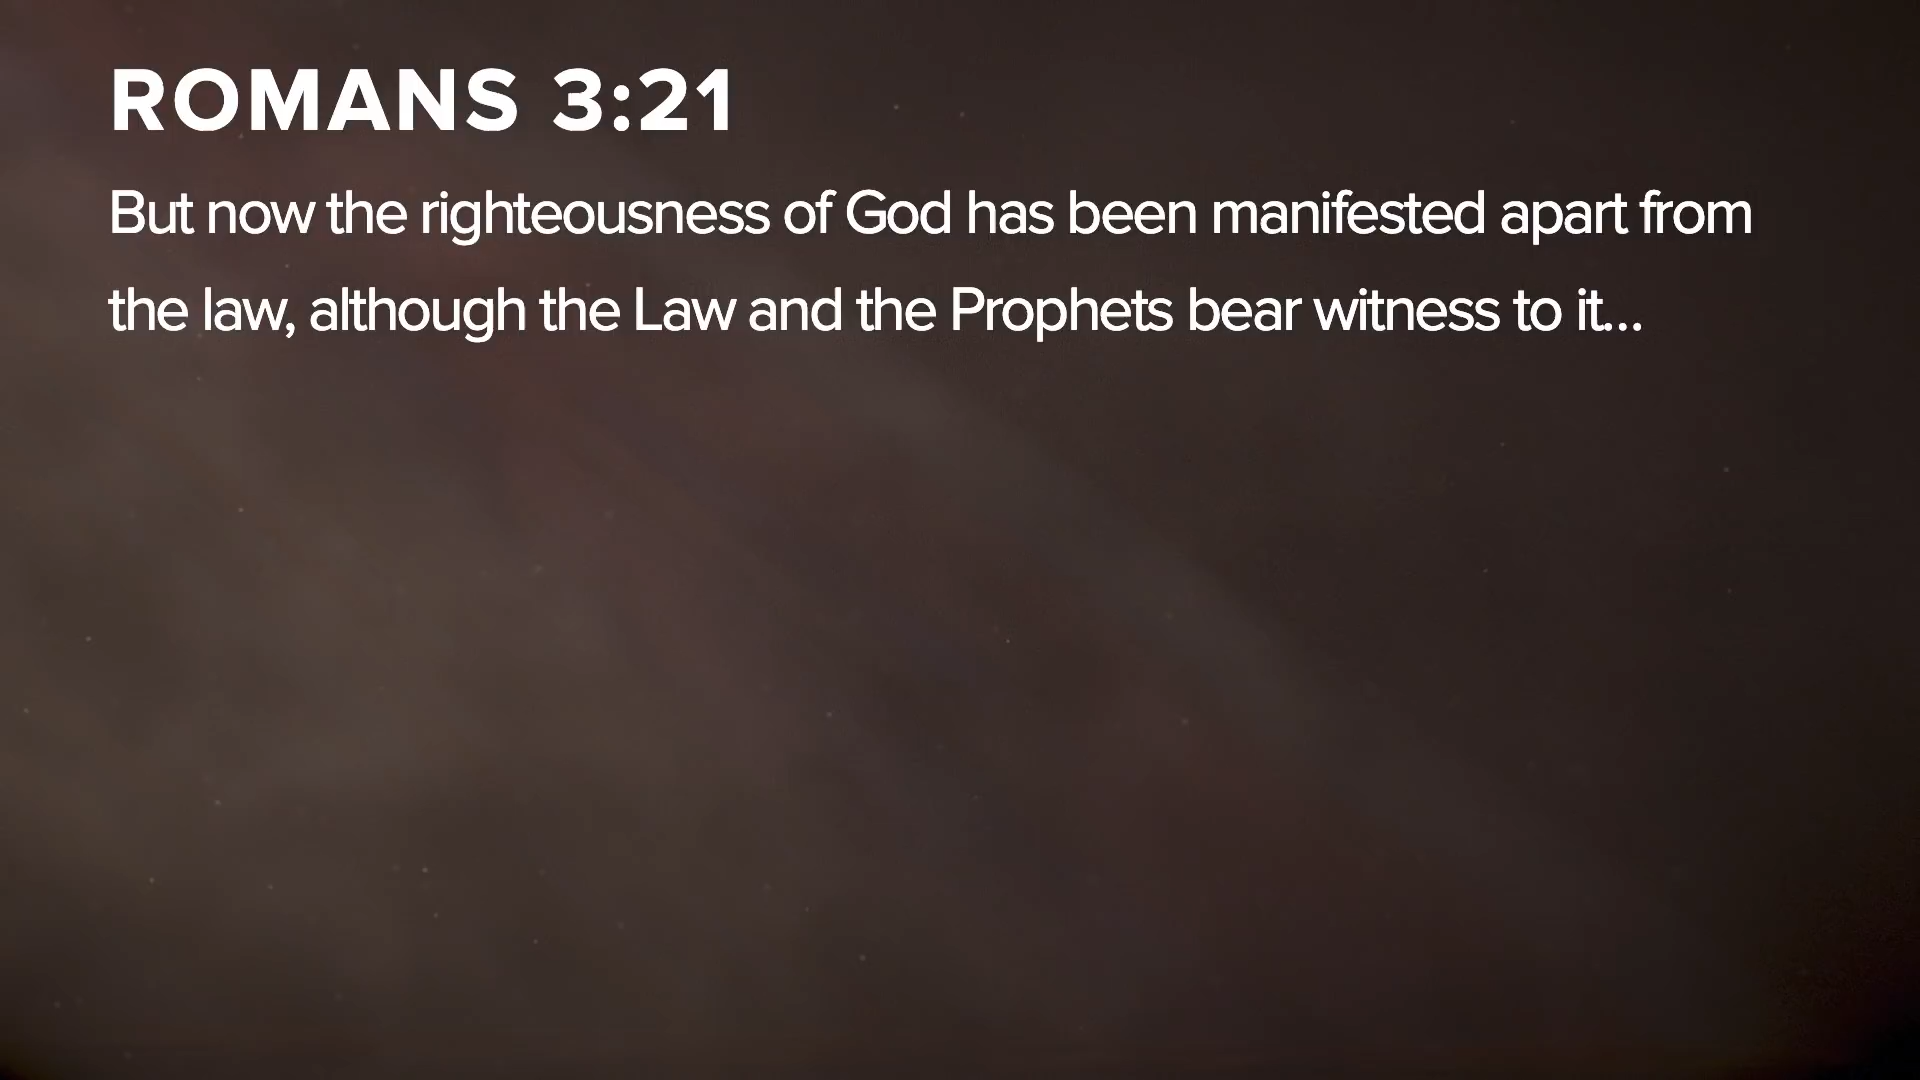 ROMANS 3:21
But now the righteousness of God has been manifested apart from
the law, although the Law and the Prophets bear witness to it...